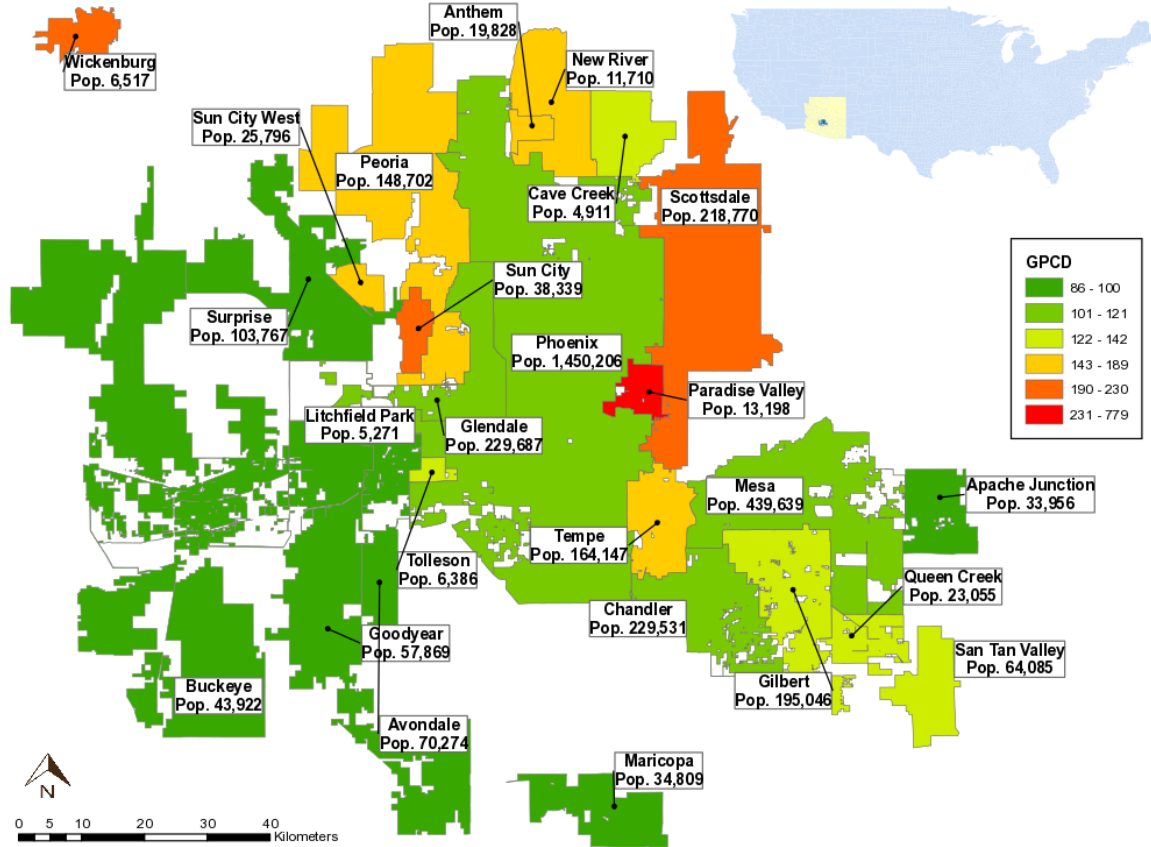 Anthem
Pop. 19,828
Wickenburg
Pop. 6,517
New River
Pop. 11,710
Sun City West
Pop. 25,796
Peoria
Pop. 148,702
Cave Creek
Pop. 4,911
Scottsdale
Pop. 218,770
Sun City
Pop. 38,339
Surprise
Pop. 103,767
Phoenix
Pop. 1,450,206
Paradise Valley
Pop. 13,198
Litchfield Park
Pop. 5,271
Glendale
Pop. 229,687
GPCD
86 - 100
101 - 121
122 - 142
143 - 189
190 - 230
231 - 779
Mesa
Pop. 439,639
Apache Junction
Pop. 33,956
Tempe
Pop. 164,147
Tolleson
Pop. 6,386
Queen Creek
Pop. 23,055
Chandler
Pop. 229,531
Goodyear
Pop. 57,869
San Tan Valley
Pop. 64,085
Buckeye
Pop. 43,922
Gilbert
Pop. 195,046
Avondale
Pop. 70,274
Maricopa
Pop. 34,809
N
0 5 10 20 30 40
Kilometers